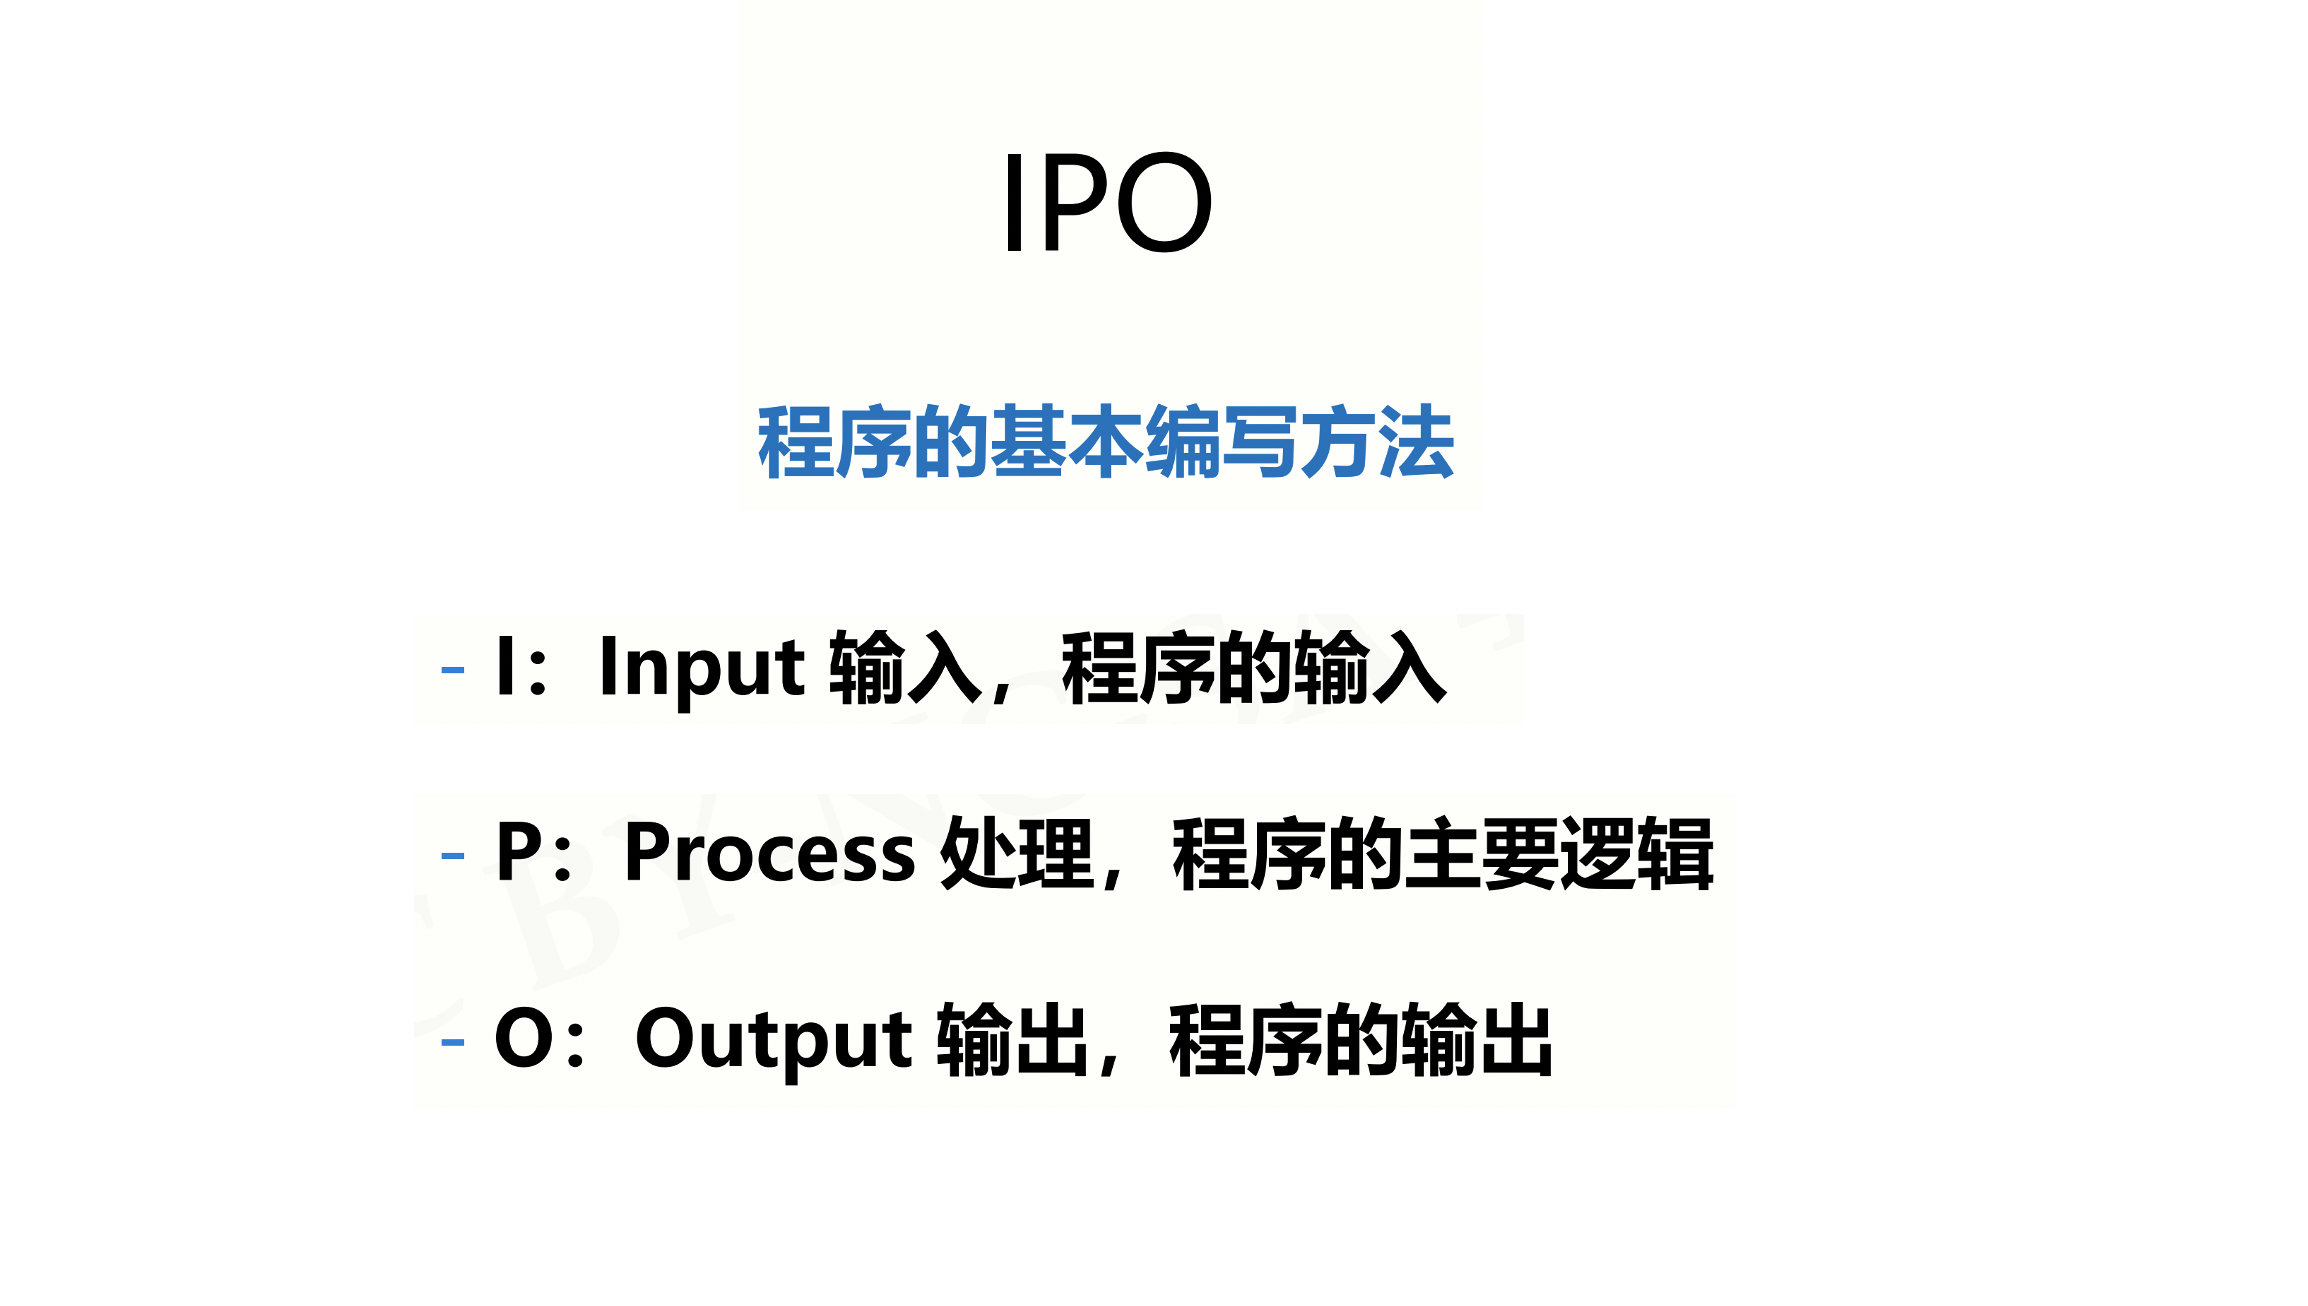 IPO
程序的基本编写方法
- I：Input 输入，程序的输入
- P：Process 处理，程序的主要逻辑
- O：Output 输出，程序的输出